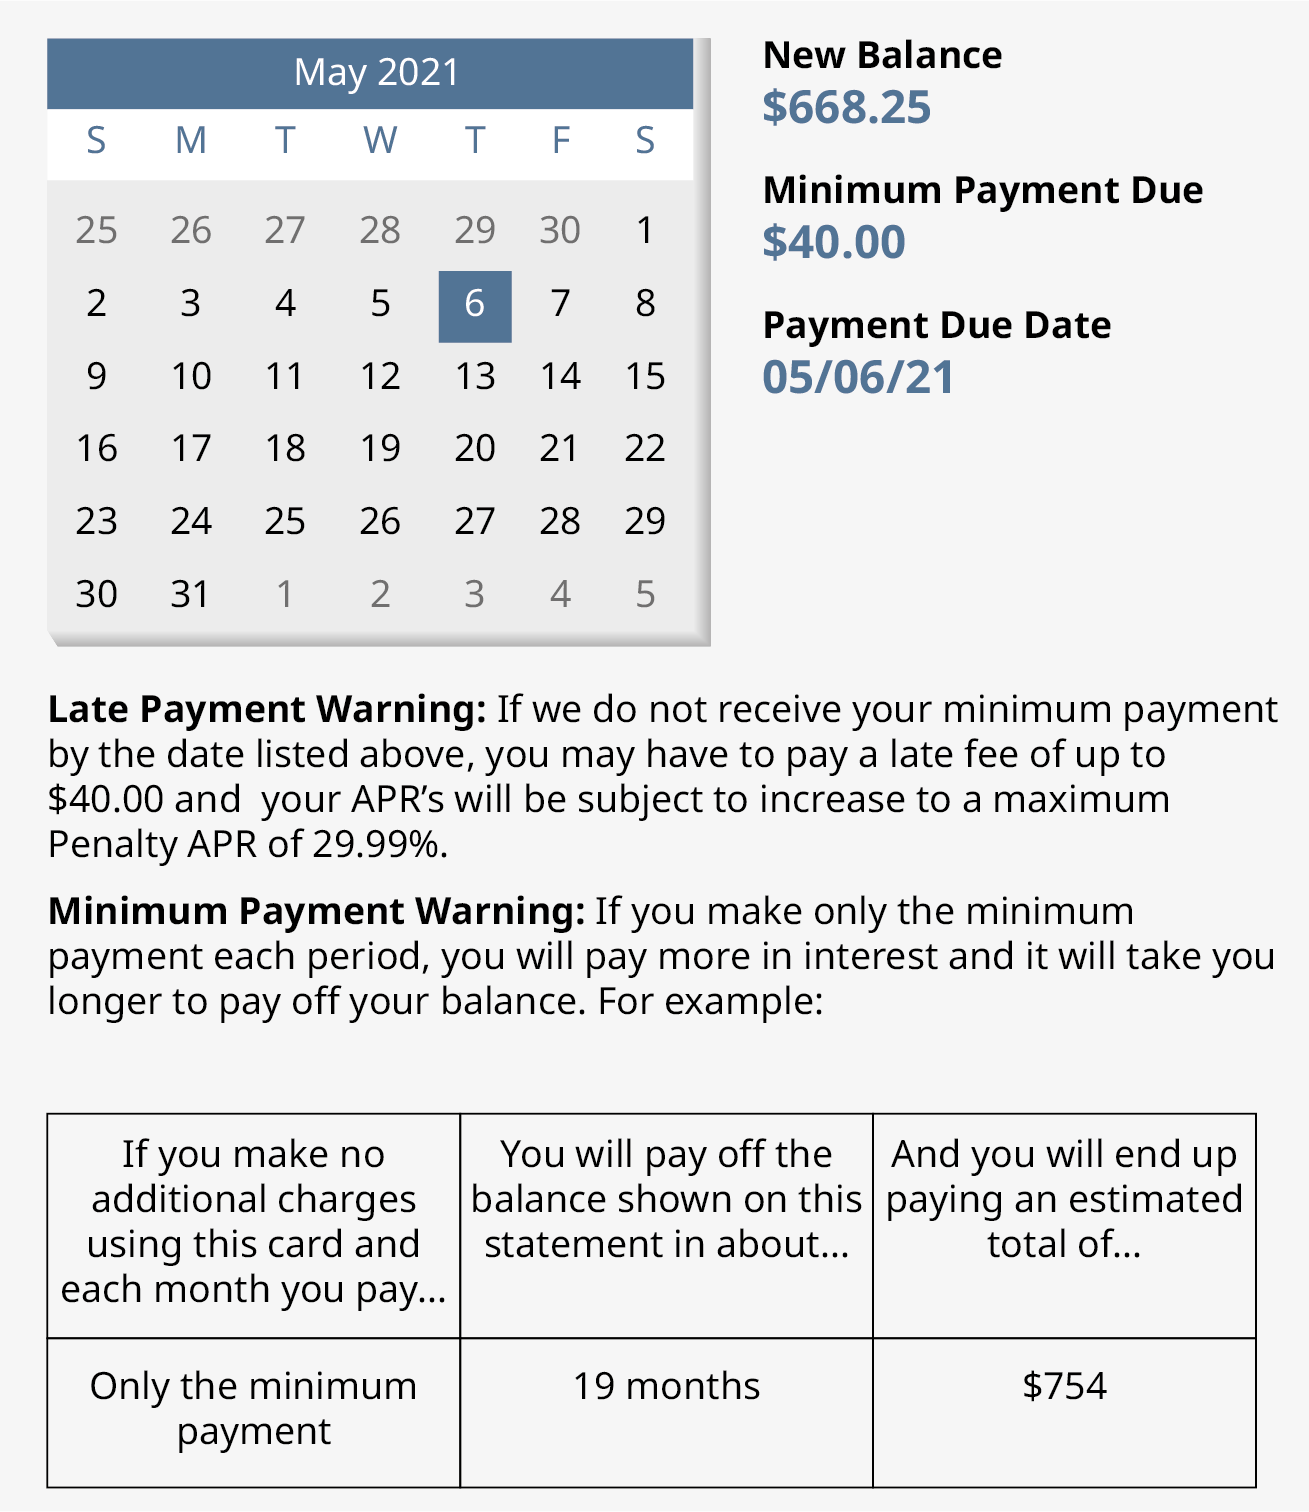 May 2021
S M T W T F S
25 26 27 28 29 30 1
2 3 4 5 6 7 8
9 10 11 12 13 14 15
16 17 18 19 20 21 22
23 24 25 26 27 28 29
30 31 1 2 3 4 5
New Balance
$668.25
Minimum Payment Due
$40.00
Payment Due Date
05/06/21
Late Payment Warning: If we do not receive your minimum payment
by the date listed above, you may have to pay a late fee of up to
$40.00 and  your APR’s will be subject to increase to a maximum
Penalty APR of 29.99%.
Minimum Payment Warning: If you make only the minimum
payment each period, you will pay more in interest and it will take you
longer to pay off your balance. For example:
If you make no
additional charges
using this card and
each month you pay...
You will pay off the
balance shown on this
statement in about...
And you will end up
paying an estimated
total of...
Only the minimum
payment
19 months
$754